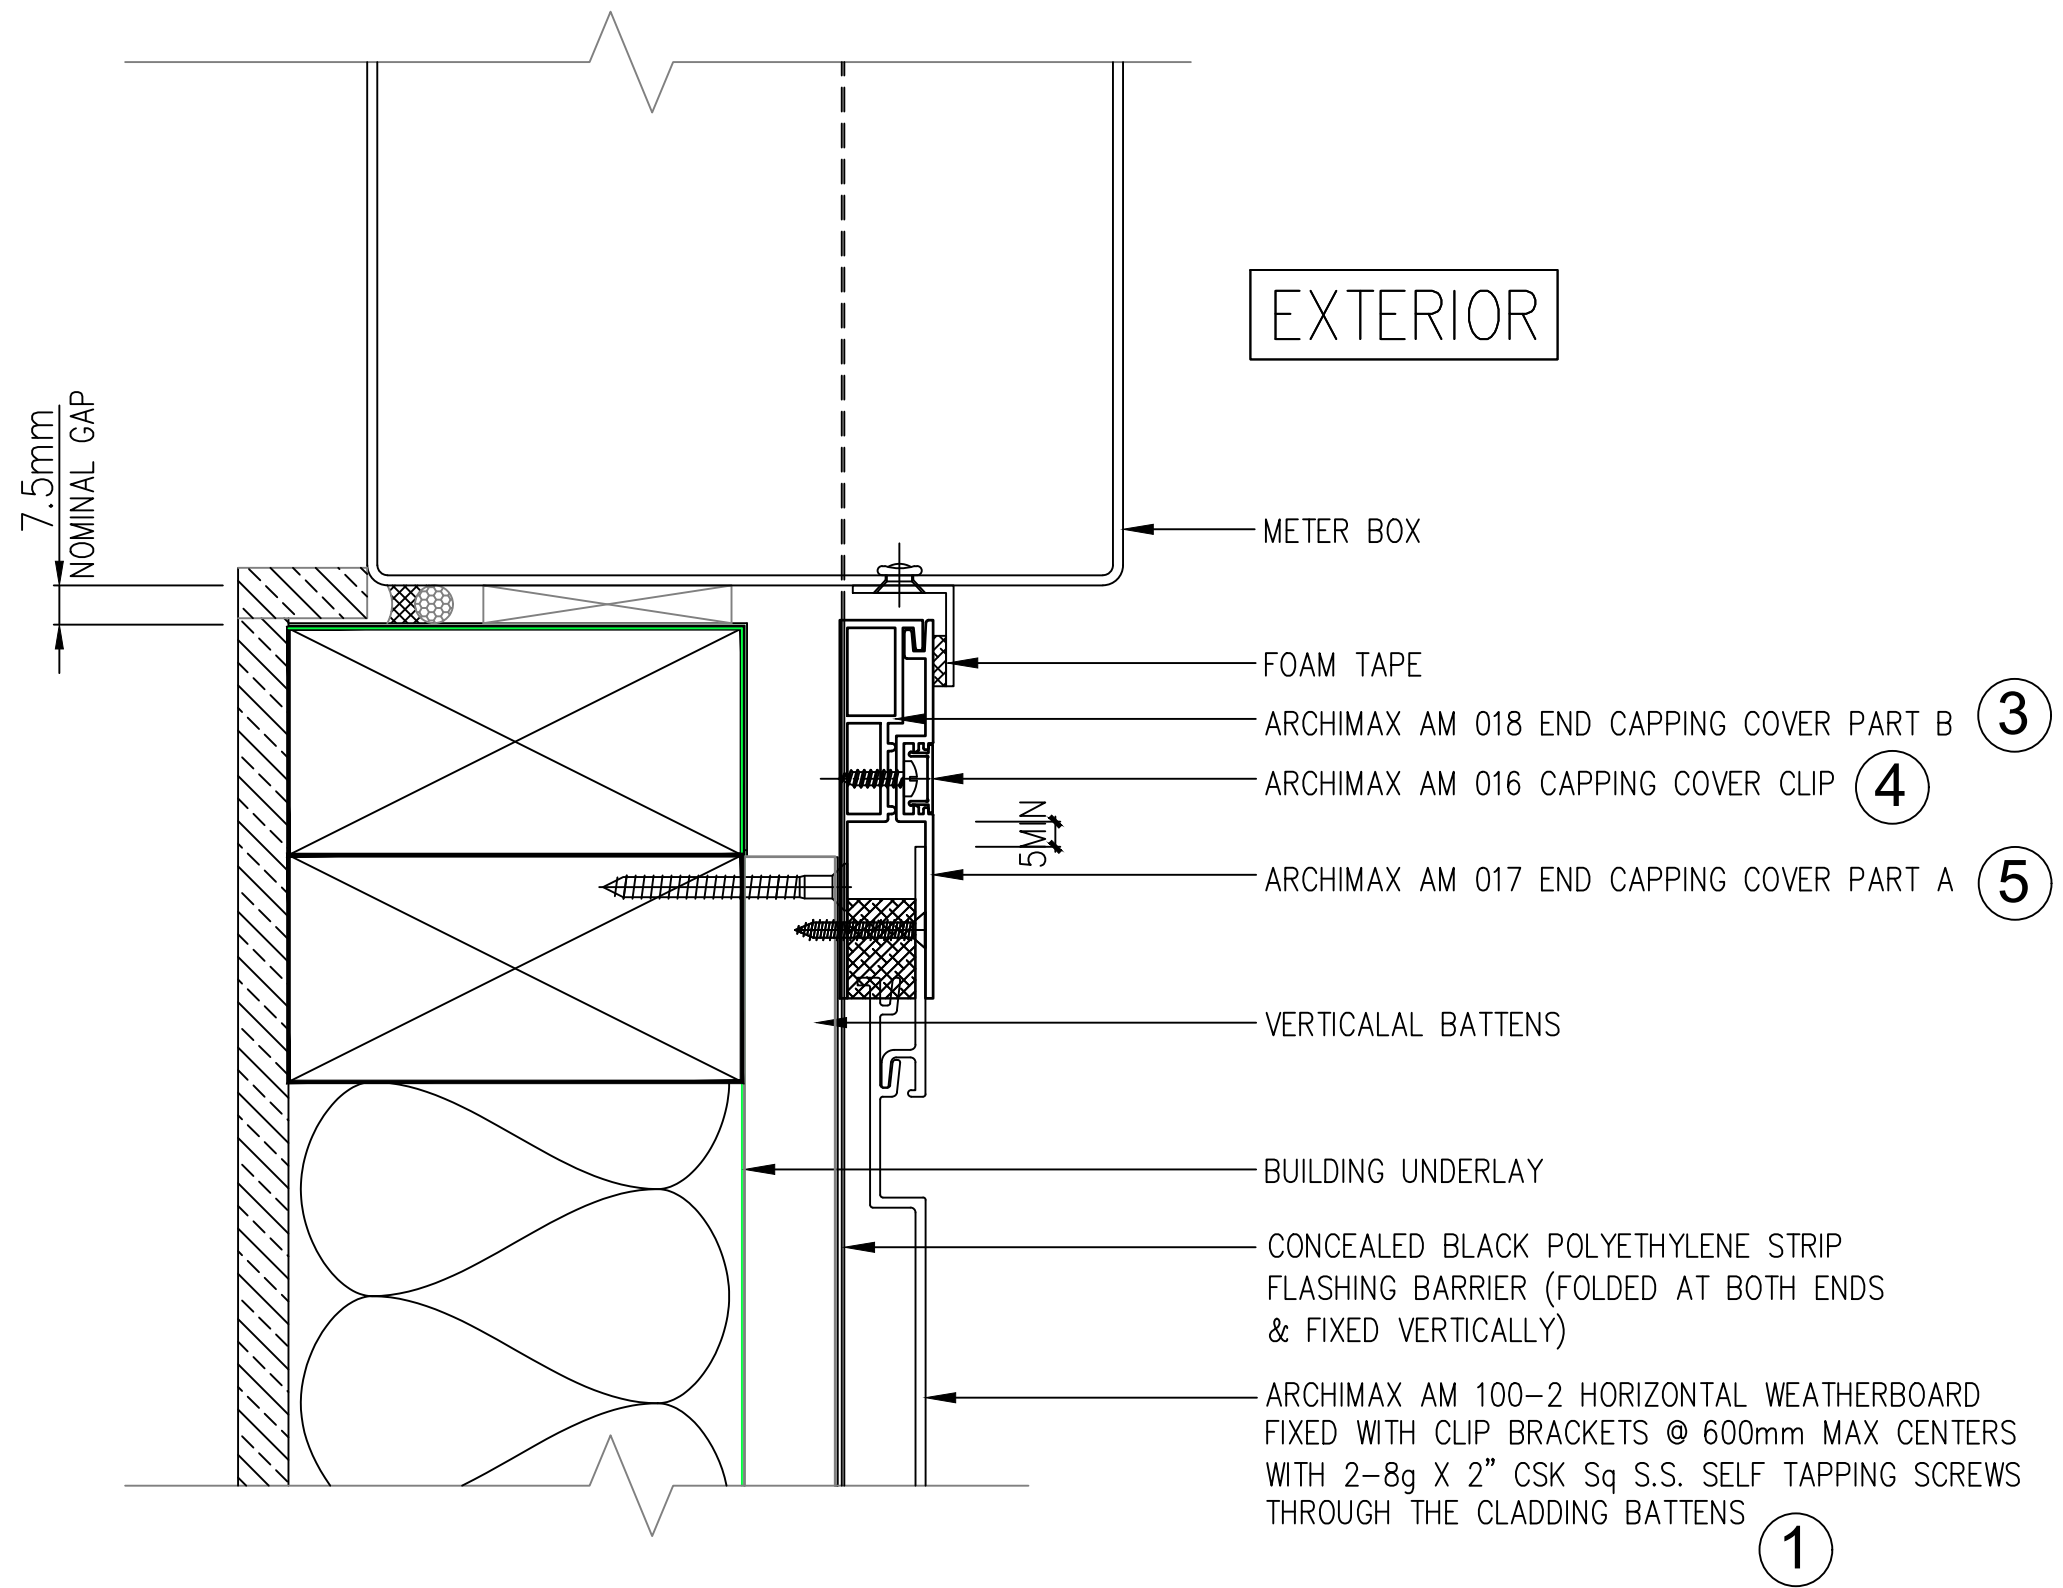 EXTERIOR
7.5mm
NOMINAL GAP
METER BOX
FOAM TAPE
ARCHIMAX AM 018 END CAPPING COVER PART B 3
ARCHIMAX AM 016 CAPPING COVER CLIP 4
5MIN
ARCHIMAX AM 017 END CAPPING COVER PART A 5
VERTICALAL BATTENS
BUILDING UNDERLAY
CONCEALED BLACK POLYETHYLENE STRIP
FLASHING BARRIER (FOLDED AT BOTH ENDS
& FIXED VERTICALLY)
ARCHIMAX AM 100-2 HORIZONTAL WEATHERBOARD
FIXED WITH CLIP BRACKETS @ 600mm MAX CENTERS
WITH 2-8g X 2” CSK Sq S.S. SELF TAPPING SCREWS
THROUGH THE CLADDING BATTENS
1